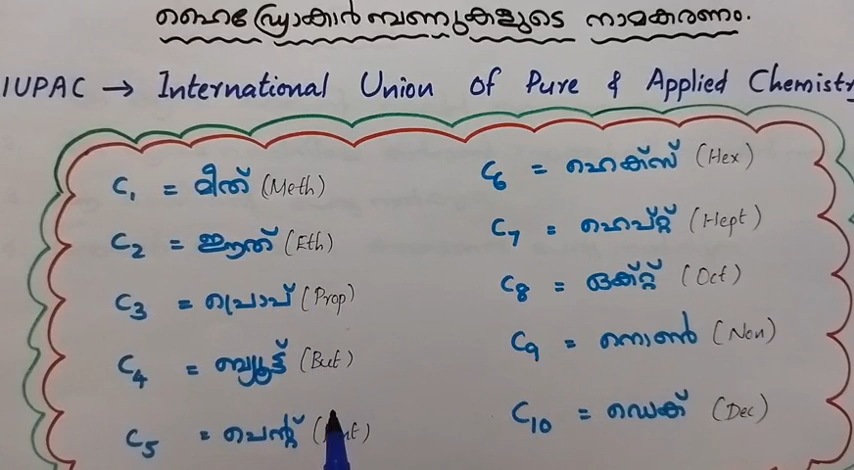 ഹൈഡ്രോകാർബണുകളുടെ നാമകരണം.
IUPAC → International Union of Pure & Applied Chemistry
C₁ = മീത് (Meth)
C₂ = ഈത് (Eth)
C₃ = പ്രൊപ് (Prop)
C₄ = ബ്യൂട്ട് (But)
C₅ = പെന്റ്
C₆ = ഹെക്സ് (Hex)
C₇ = ഹെപ്റ്റ് (Hept)
C₈ = ഒക്റ്റ് (Oct)
C₉ = നൊൺ (Non)
C₁₀ = ഡെക് (Dec)